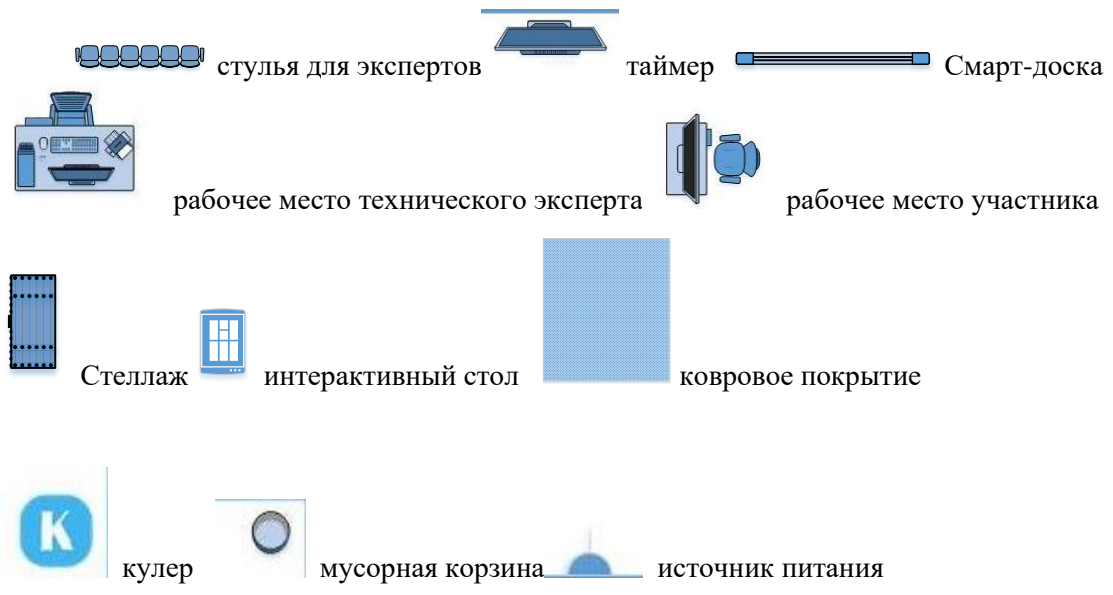 стулья для экспертов таймер Смарт-доска
рабочее место технического эксперта рабочее место участника
Стеллаж интерактивный стол ковровое покрытие
К кулер мусорная корзина источник питания